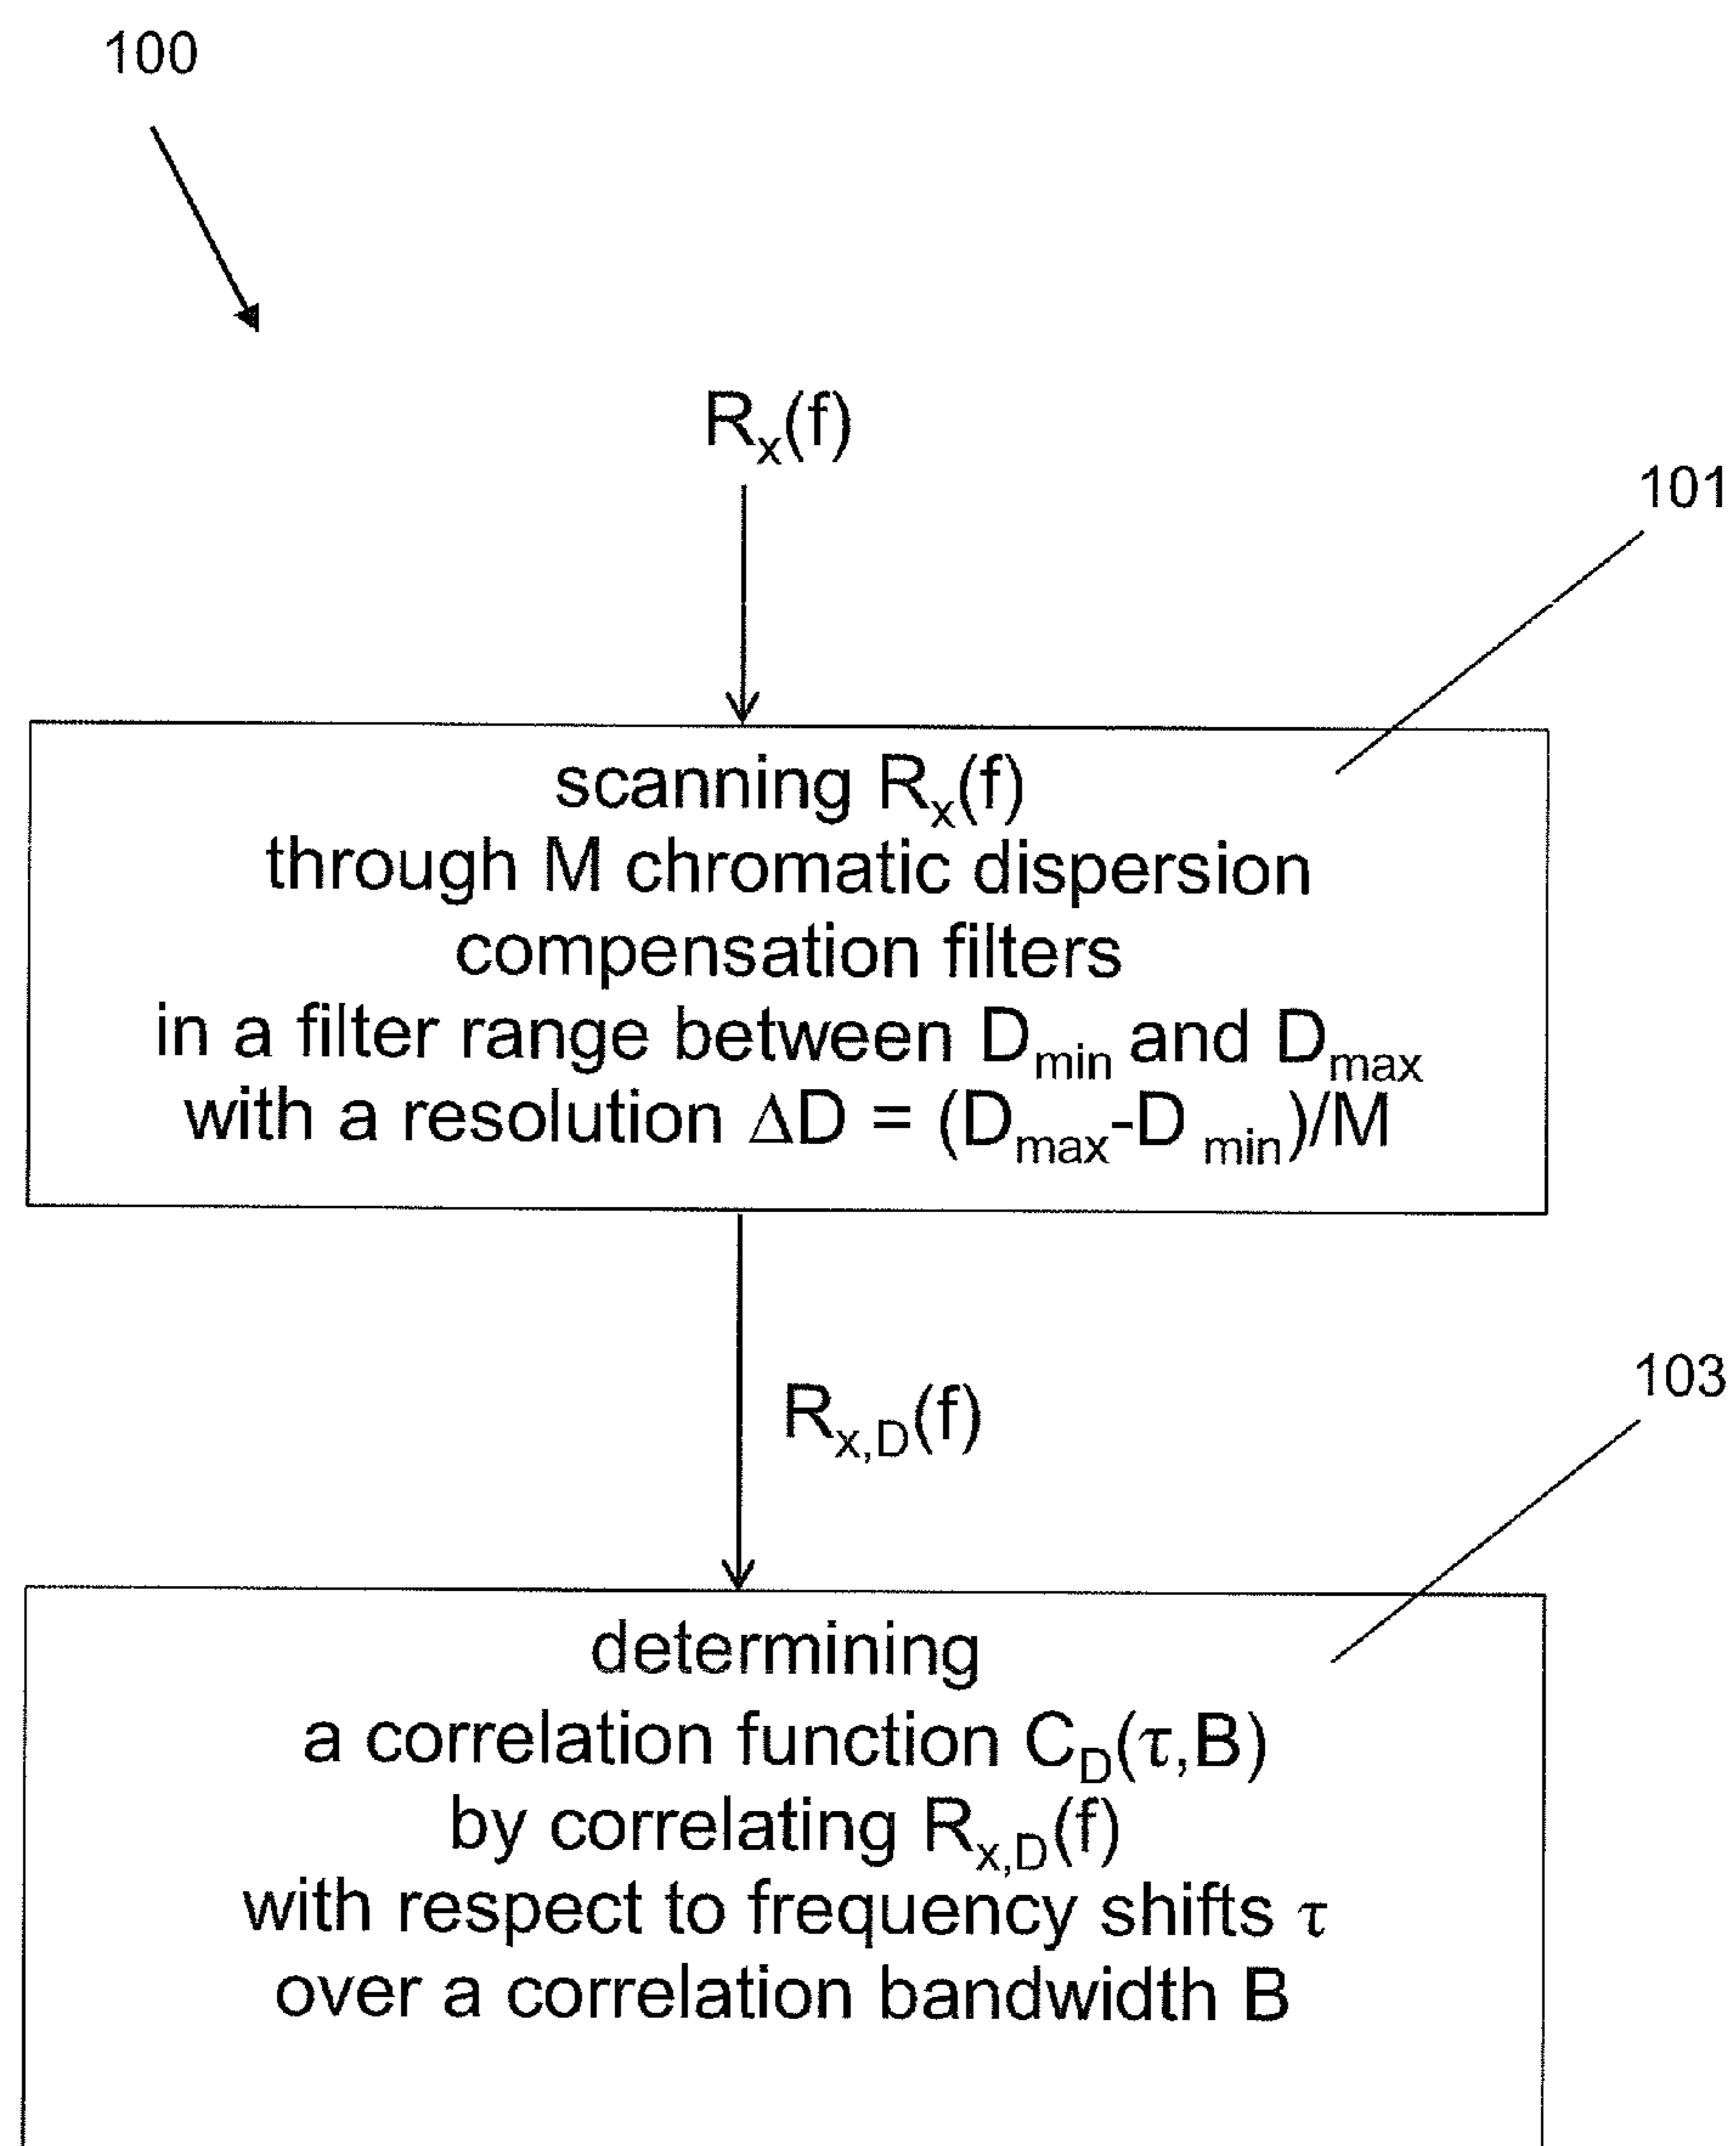 100
Rx(f)
101
scanning Rx(f)
through M chromatic dispersion
compensation filters
in a filter range between Dmin and Dmax
with a resolution ΔD = (Dmax-D min)/M
Rx,D(f)
103
determining
a correlation function CD(τ,B)
by correlating Rx,D(f)
with respect to frequency shifts τ
over a correlation bandwidth B